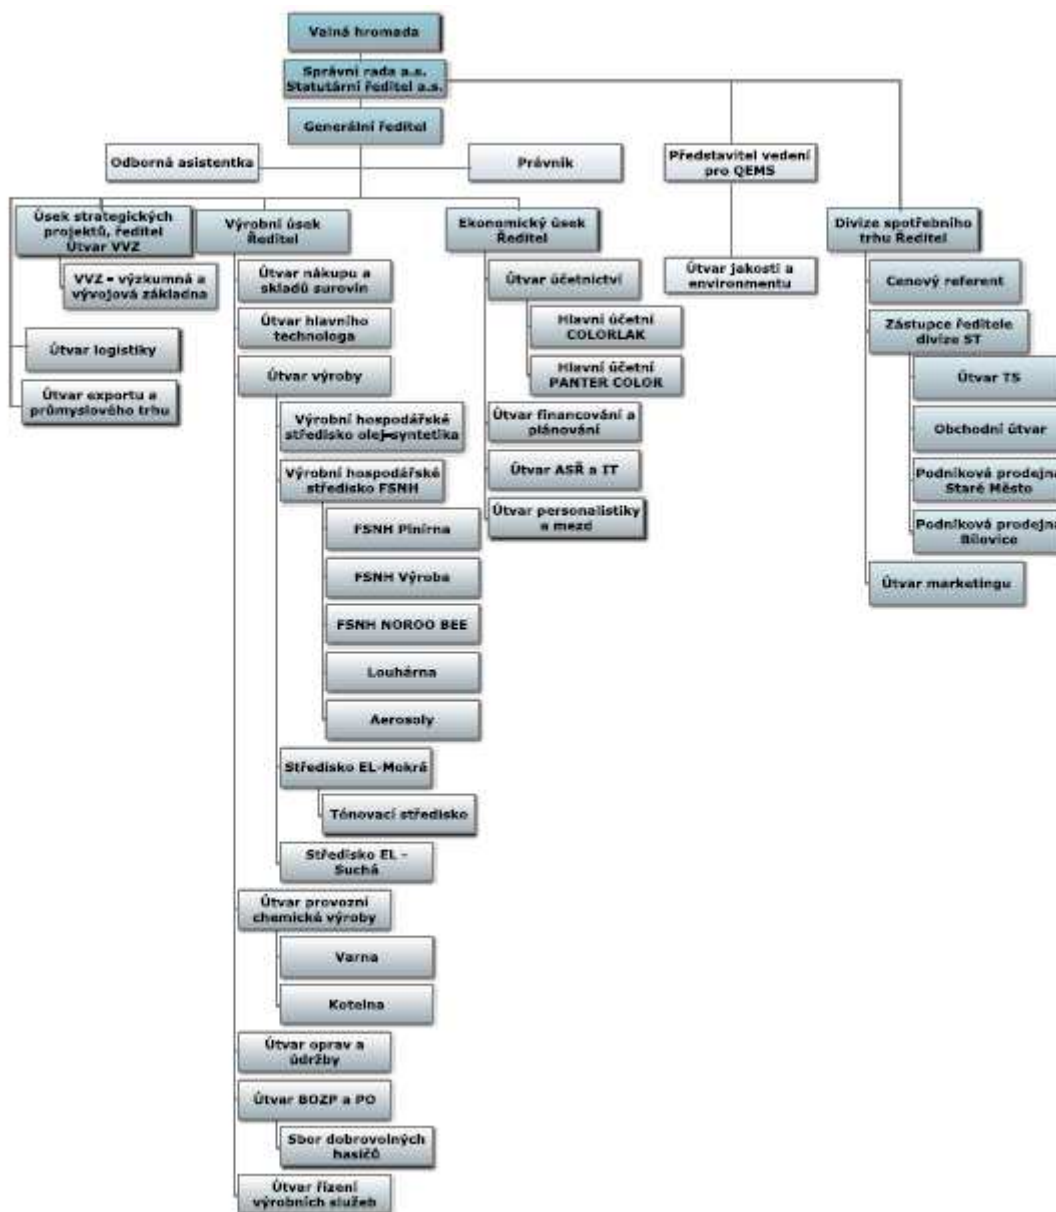 Valná hromada
Správní rada a.s.
Statutární ředitel a.s.
Generální ředitel
Odborná asistentka
Právník
Představitel vedení
pro QEMS
Úsek strategických
projektů, ředitel
Útvar VVZ
VVZ - výzkumná a
vývojová základna
Útvar logistiky
Útvar exportu a
průmyslového trhu
Výrobní úsek
Ředitel
Útvar nákupu a
skladů surovin
Útvar hlavního
technologa
Útvar výroby
Výrobní hospodářské
středisko olej-syntetika
Výrobní hospodářské
středisko FSNH
FSNH Plnírna
FSNH Výroba
FSNH NOROO BEE
Louhárna
Aerosoly
Středisko EL-Mokrá
Tónovací středisko
Středisko EL -
Suchá
Útvar provozní
chemické výroby
Varna
Kotelna
Útvar oprav a
údržby
Útvar BOZP a PO
Sbor dobrovolných
hasičů
Útvar řízení
výrobních služeb
Ekonomický úsek
Ředitel
Útvar účetnictví
Hlavní účetní
COLORLAK
Hlavní účetní
PANTER COLOR
Útvar financování a
plánování
Útvar ASŘ a IT
Útvar personalistiky
a mezd
Útvar jakosti a
environmentu
Divize spotřebního
trhu Ředitel
Cenový referent
Zástupce ředitele
divize ST
Útvar TS
Obchodní útvar
Podniková prodejna
Staré Město
Podniková prodejna
Bílovice
Útvar marketingu